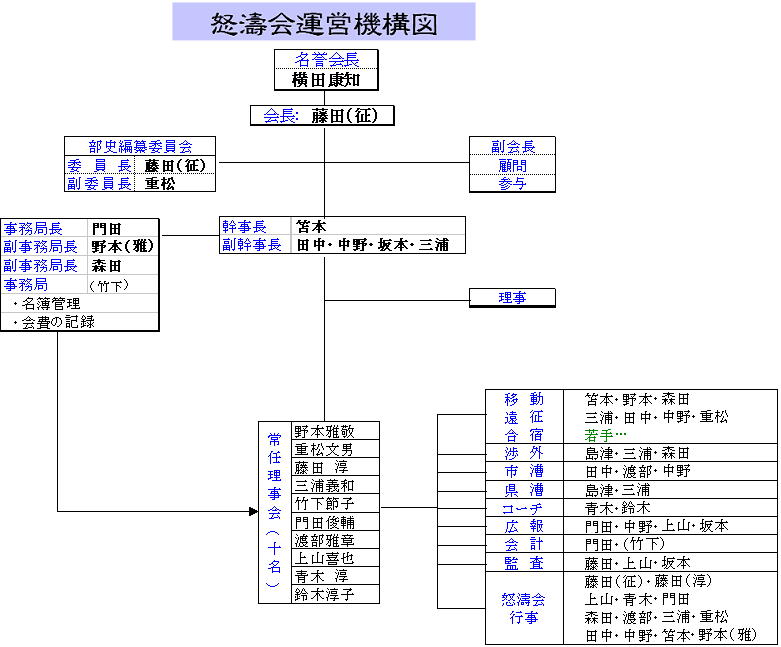 怒濤会運営機構図
名誉会長
横田康知
会長: 藤田(征)
部史編纂委員会
委員長 藤田(征)
副委員長 重松
副会長
顧問
参与
事務局長 門田
副事務局長 野本(雅)
副事務局長 森田
事務局 (竹下)
・名簿管理
・会費の記録
幹事長 笘本
副幹事長 田中・中野・坂本・三浦
理事
常任理事会(十名)
野本雅敬
重松文男
藤田 淳
三浦義和
竹下節子
門田俊輔
渡部雅章
上山喜也
青木 淳
鈴木淳子
移動 笘本・野本・森田
遠征 三浦・田中・中野・重松
合宿 若手…
渉外 島津・三浦・森田
市漕 田中・渡部・中野
県漕 島津・三浦
コーチ 青木・鈴木
広報 門田・中野・上山・坂本
会計 門田・(竹下)
監査 藤田・上山・坂本
怒濤会行事 藤田(征)・藤田(淳)
上山・青木・門田
森田・渡部・三浦・重松
田中・中野・笘本・野本(雅)